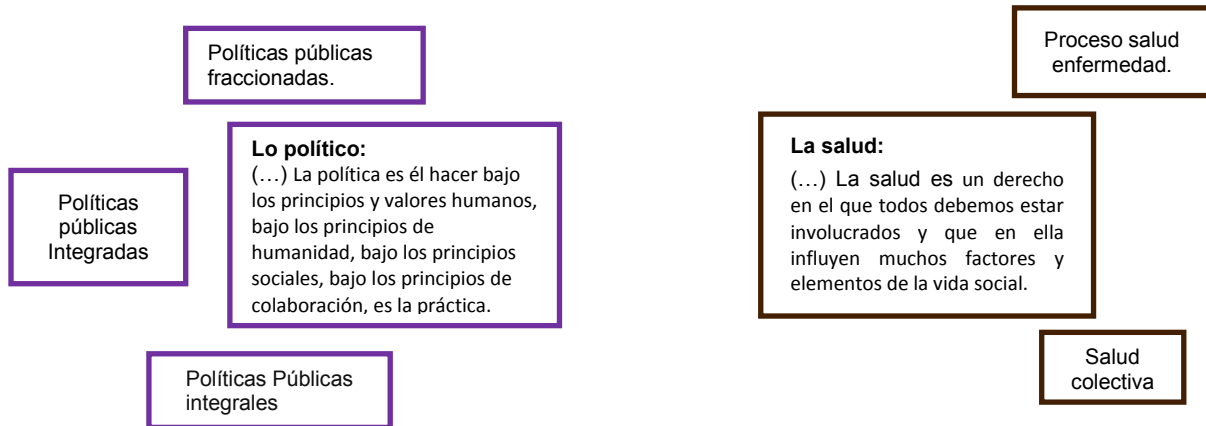 Políticas públicas
fraccionadas.
Proceso salud
enfermedad.
Lo político:
(…) La política es él hacer bajo
los principios y valores humanos,
bajo los principios de
humanidad, bajo los principios
sociales, bajo los principios de
colaboración, es la práctica.
Políticas
públicas
Integradas
La salud:
(…) La salud es un derecho
en el que todos debemos estar
involucrados y que en ella
influyen muchos factores y
elementos de la vida social.
Políticas Públicas
integrales
Salud
colectiva